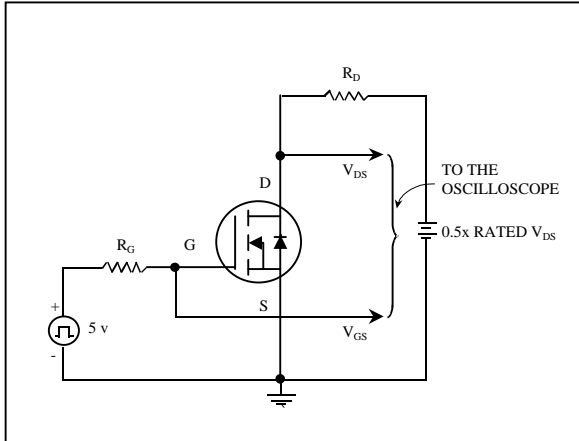 R_D
V_DS
TO THE
OSCILLOSCOPE
D
0.5x RATED V_DS
R_G
G
S
+
5 v
-
V_GS